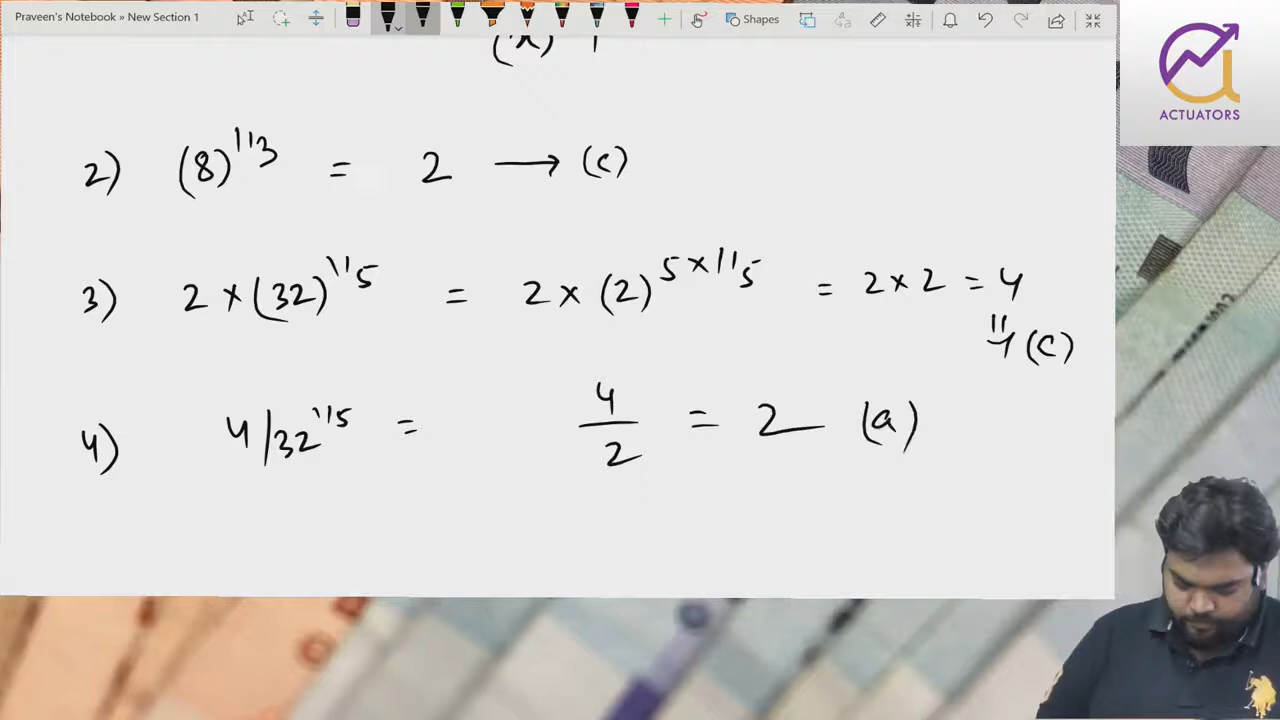 Praveen's Notebook » New Section 1
Shapes
ACTUATORS
2) (8)^1/3 = 2 → (c)
3) 2 × (32)^1/5 = 2 × (2)^5×1/5 = 2 × 2 = 4
4 (c)
4) 4/32^1/5 = 4/2 = 2 (a)